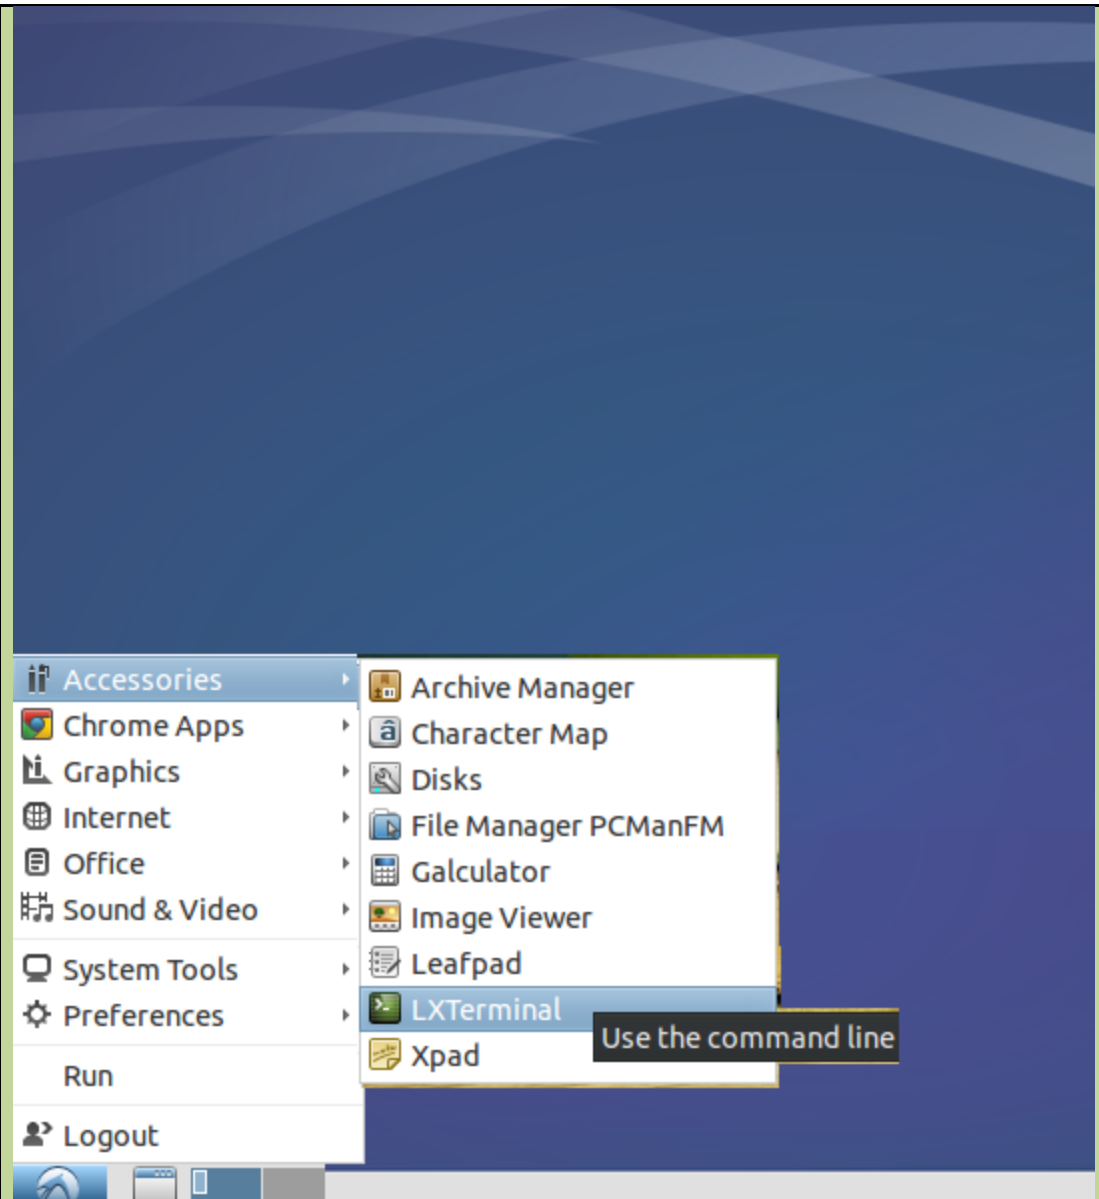 Accessories
Chrome Apps
Graphics
Internet
Office
Sound & Video
System Tools
Preferences
Run
Logout
Archive Manager
Character Map
Disks
File Manager PCManFM
Galculator
Image Viewer
Leafpad
LXTerminal
Xpad
Use the command line